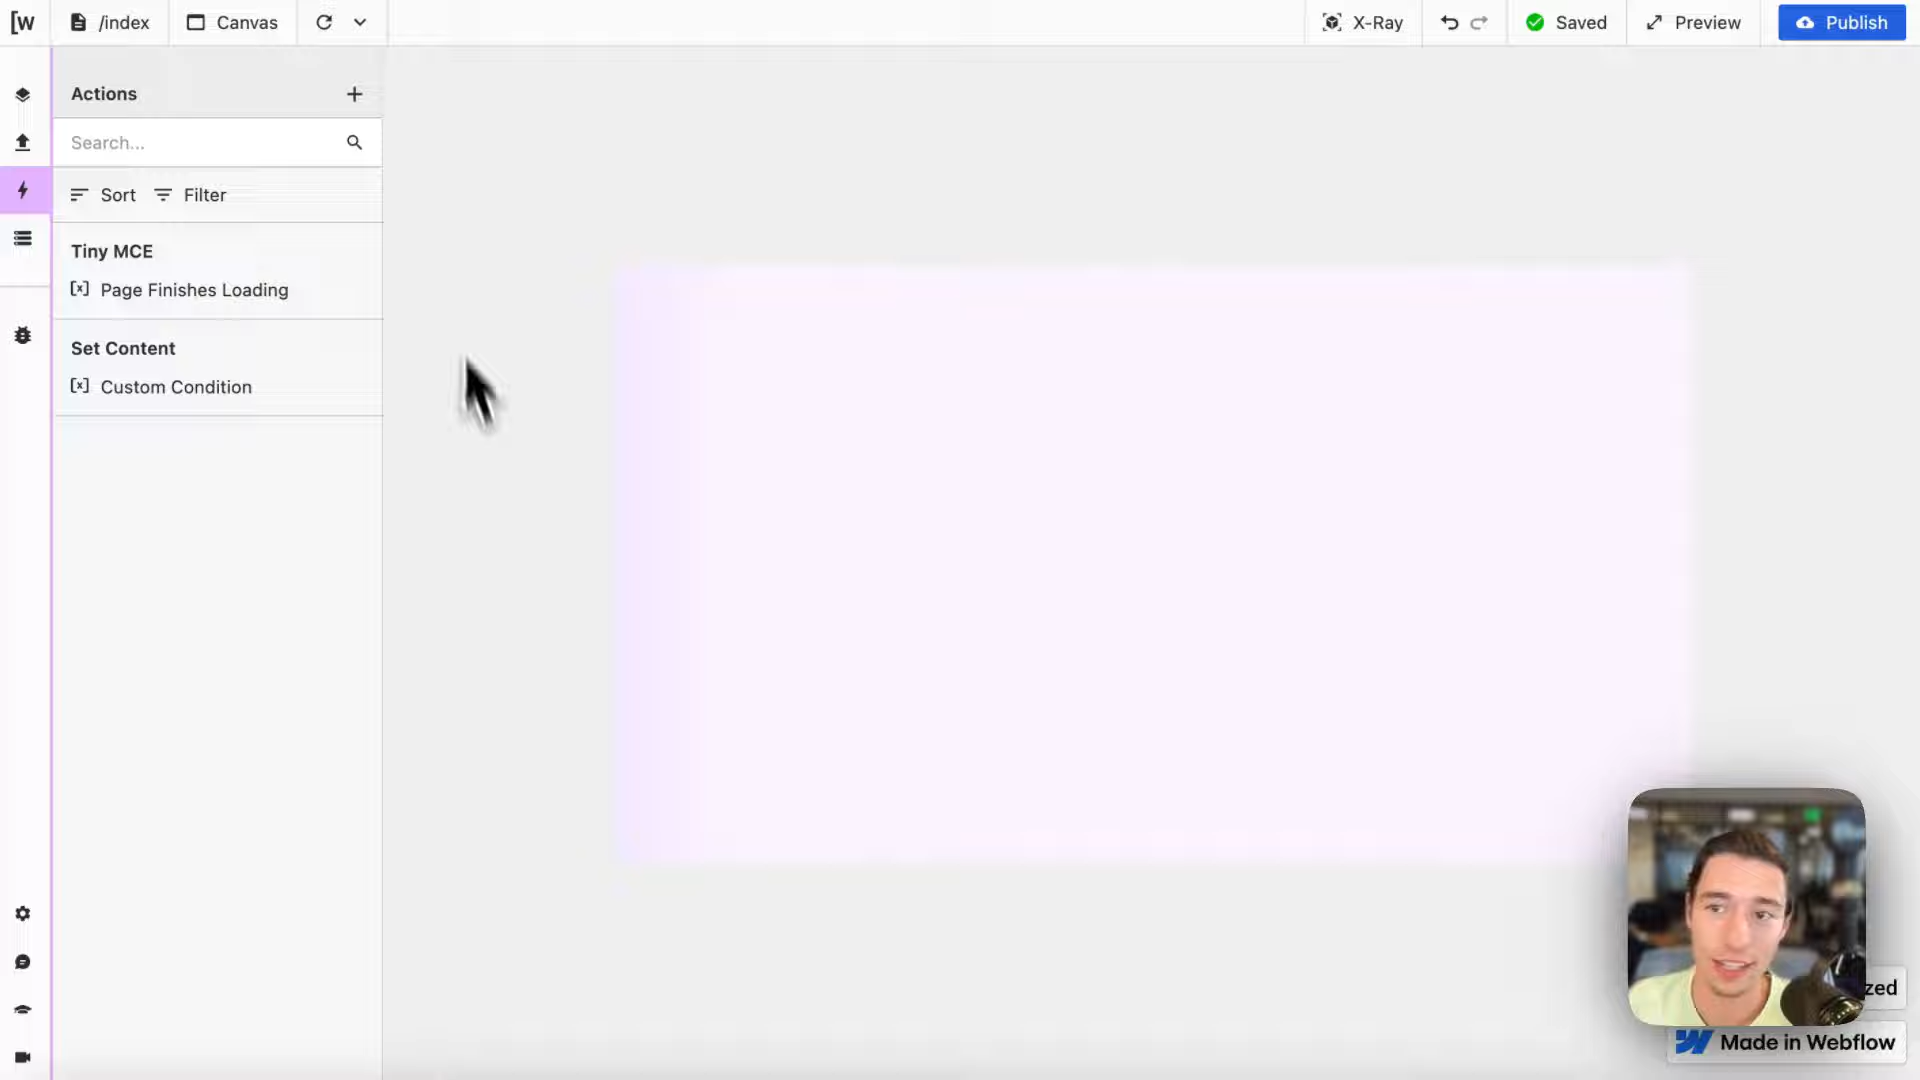 [w
/index
Canvas
X-Ray
Saved
Preview
Publish
Actions
Search...
Sort
Filter
Tiny MCE
[x] Page Finishes Loading
Set Content
[x] Custom Condition
zed
Made in Webflow